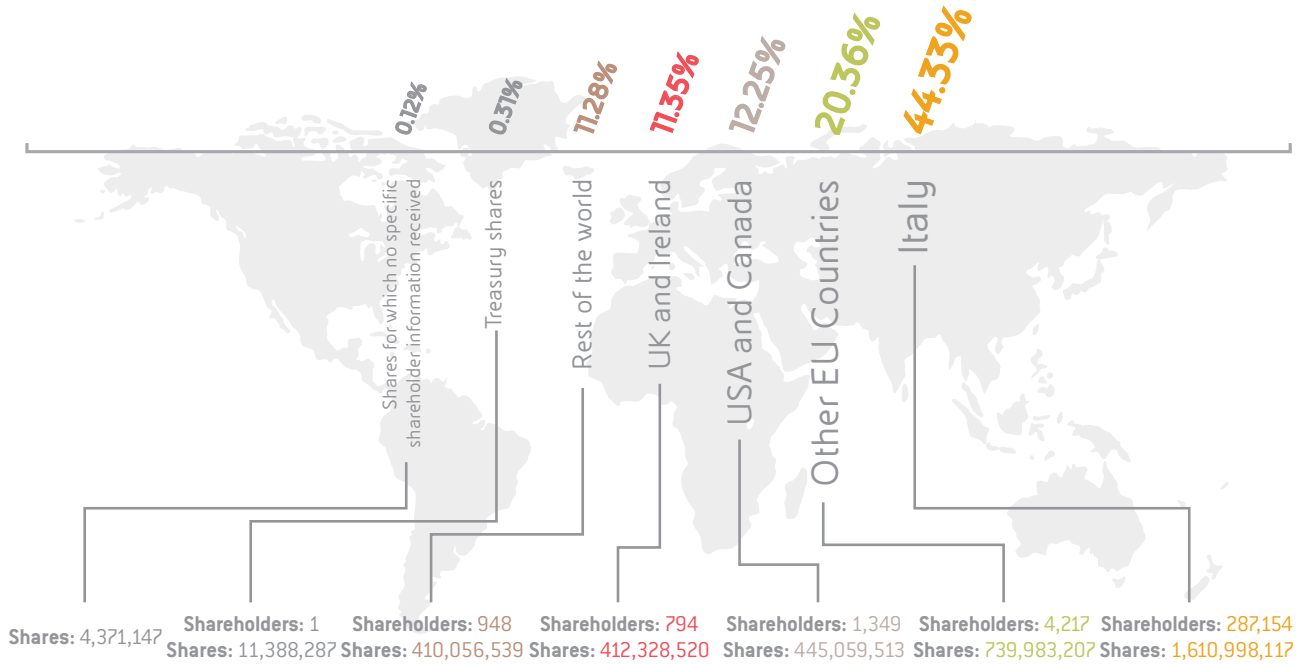 0.12%
0.31%
11.28%
11.35%
12.25%
20.36%
44.33%
Shares for which no specific
shareholder information received
Treasury shares
Rest of the world
UK and Ireland
USA and Canada
Other EU Countries
Italy
Shares: 4,371,147
Shareholders: 1
Shares: 11,388,287
Shareholders: 948
Shares: 410,056,539
Shareholders: 794
Shares: 412,328,520
Shareholders: 1,349
Shares: 445,059,513
Shareholders: 4,217
Shares: 739,983,207
Shareholders: 287,154
Shares: 1,610,998,117